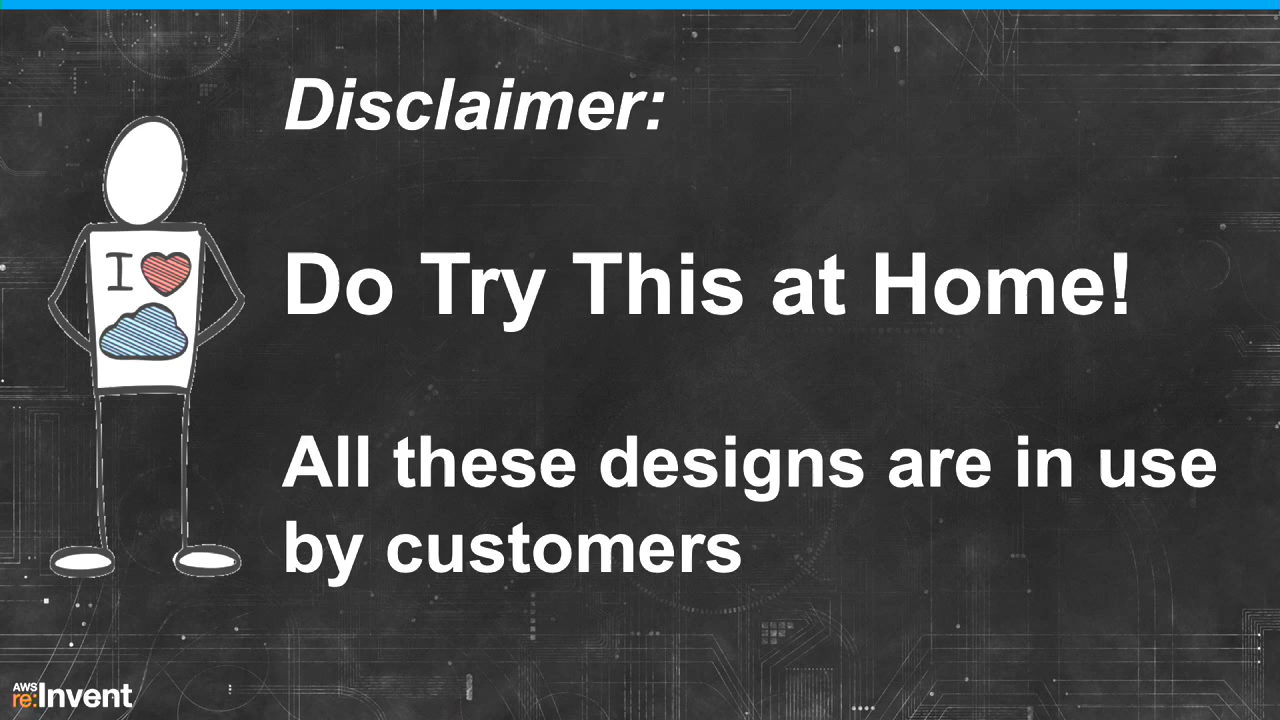 Disclaimer:
Do Try This at Home!
I
All these designs are in use
by customers
AWS
re:Invent